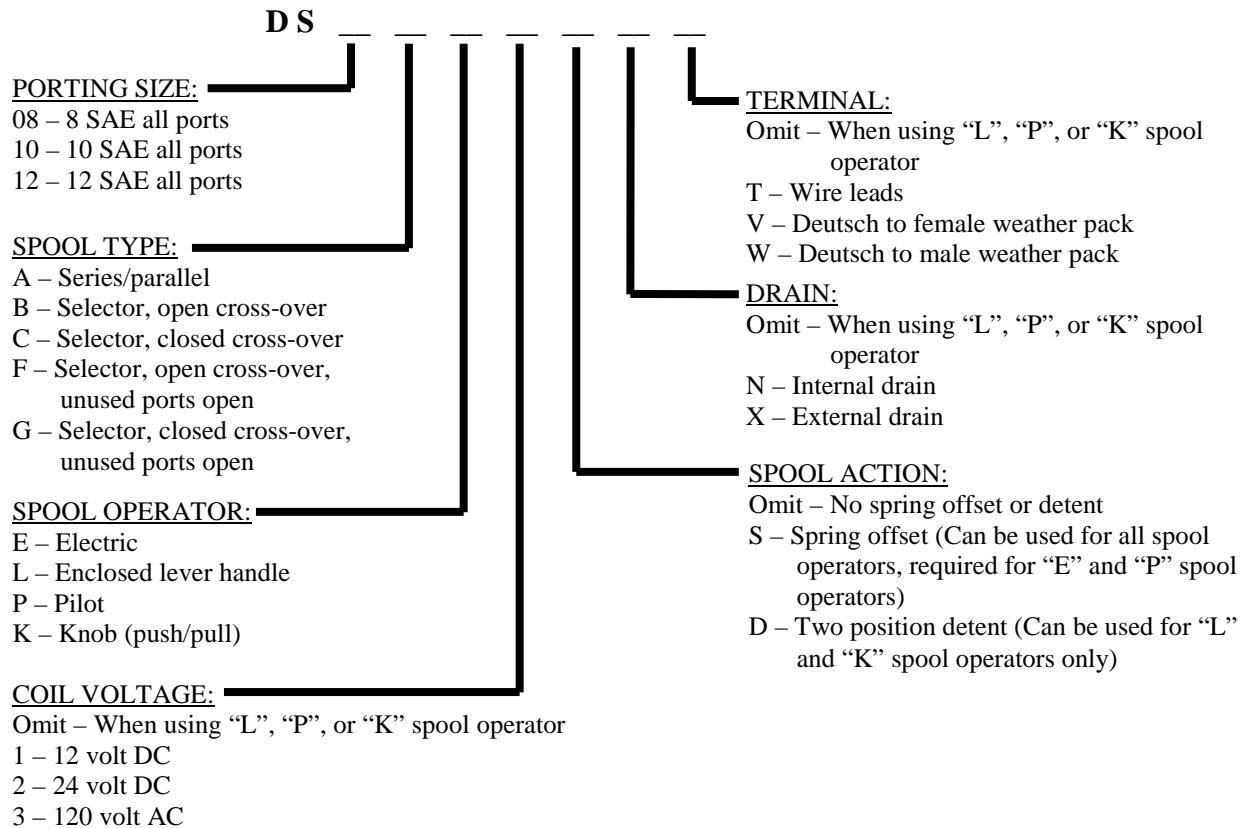 D S __ __ __ __ __ __ __
PORTING SIZE:
08 – 8 SAE all ports
10 – 10 SAE all ports
12 – 12 SAE all ports
SPOOL TYPE:
A – Series/parallel
B – Selector, open cross-over
C – Selector, closed cross-over
F – Selector, open cross-over,
unused ports open
G – Selector, closed cross-over,
unused ports open
SPOOL OPERATOR:
E – Electric
L – Enclosed lever handle
P – Pilot
K – Knob (push/pull)
COIL VOLTAGE:
Omit – When using “L”, “P”, or “K” spool operator
1 – 12 volt DC
2 – 24 volt DC
3 – 120 volt AC
TERMINAL:
Omit – When using “L”, “P”, or “K” spool
operator
T – Wire leads
V – Deutsch to female weather pack
W – Deutsch to male weather pack
DRAIN:
Omit – When using “L”, “P”, or “K” spool
operator
N – Internal drain
X – External drain
SPOOL ACTION:
Omit – No spring offset or detent
S – Spring offset (Can be used for all spool
operators, required for “E” and “P” spool
operators)
D – Two position detent (Can be used for “L”
and “K” spool operators only)